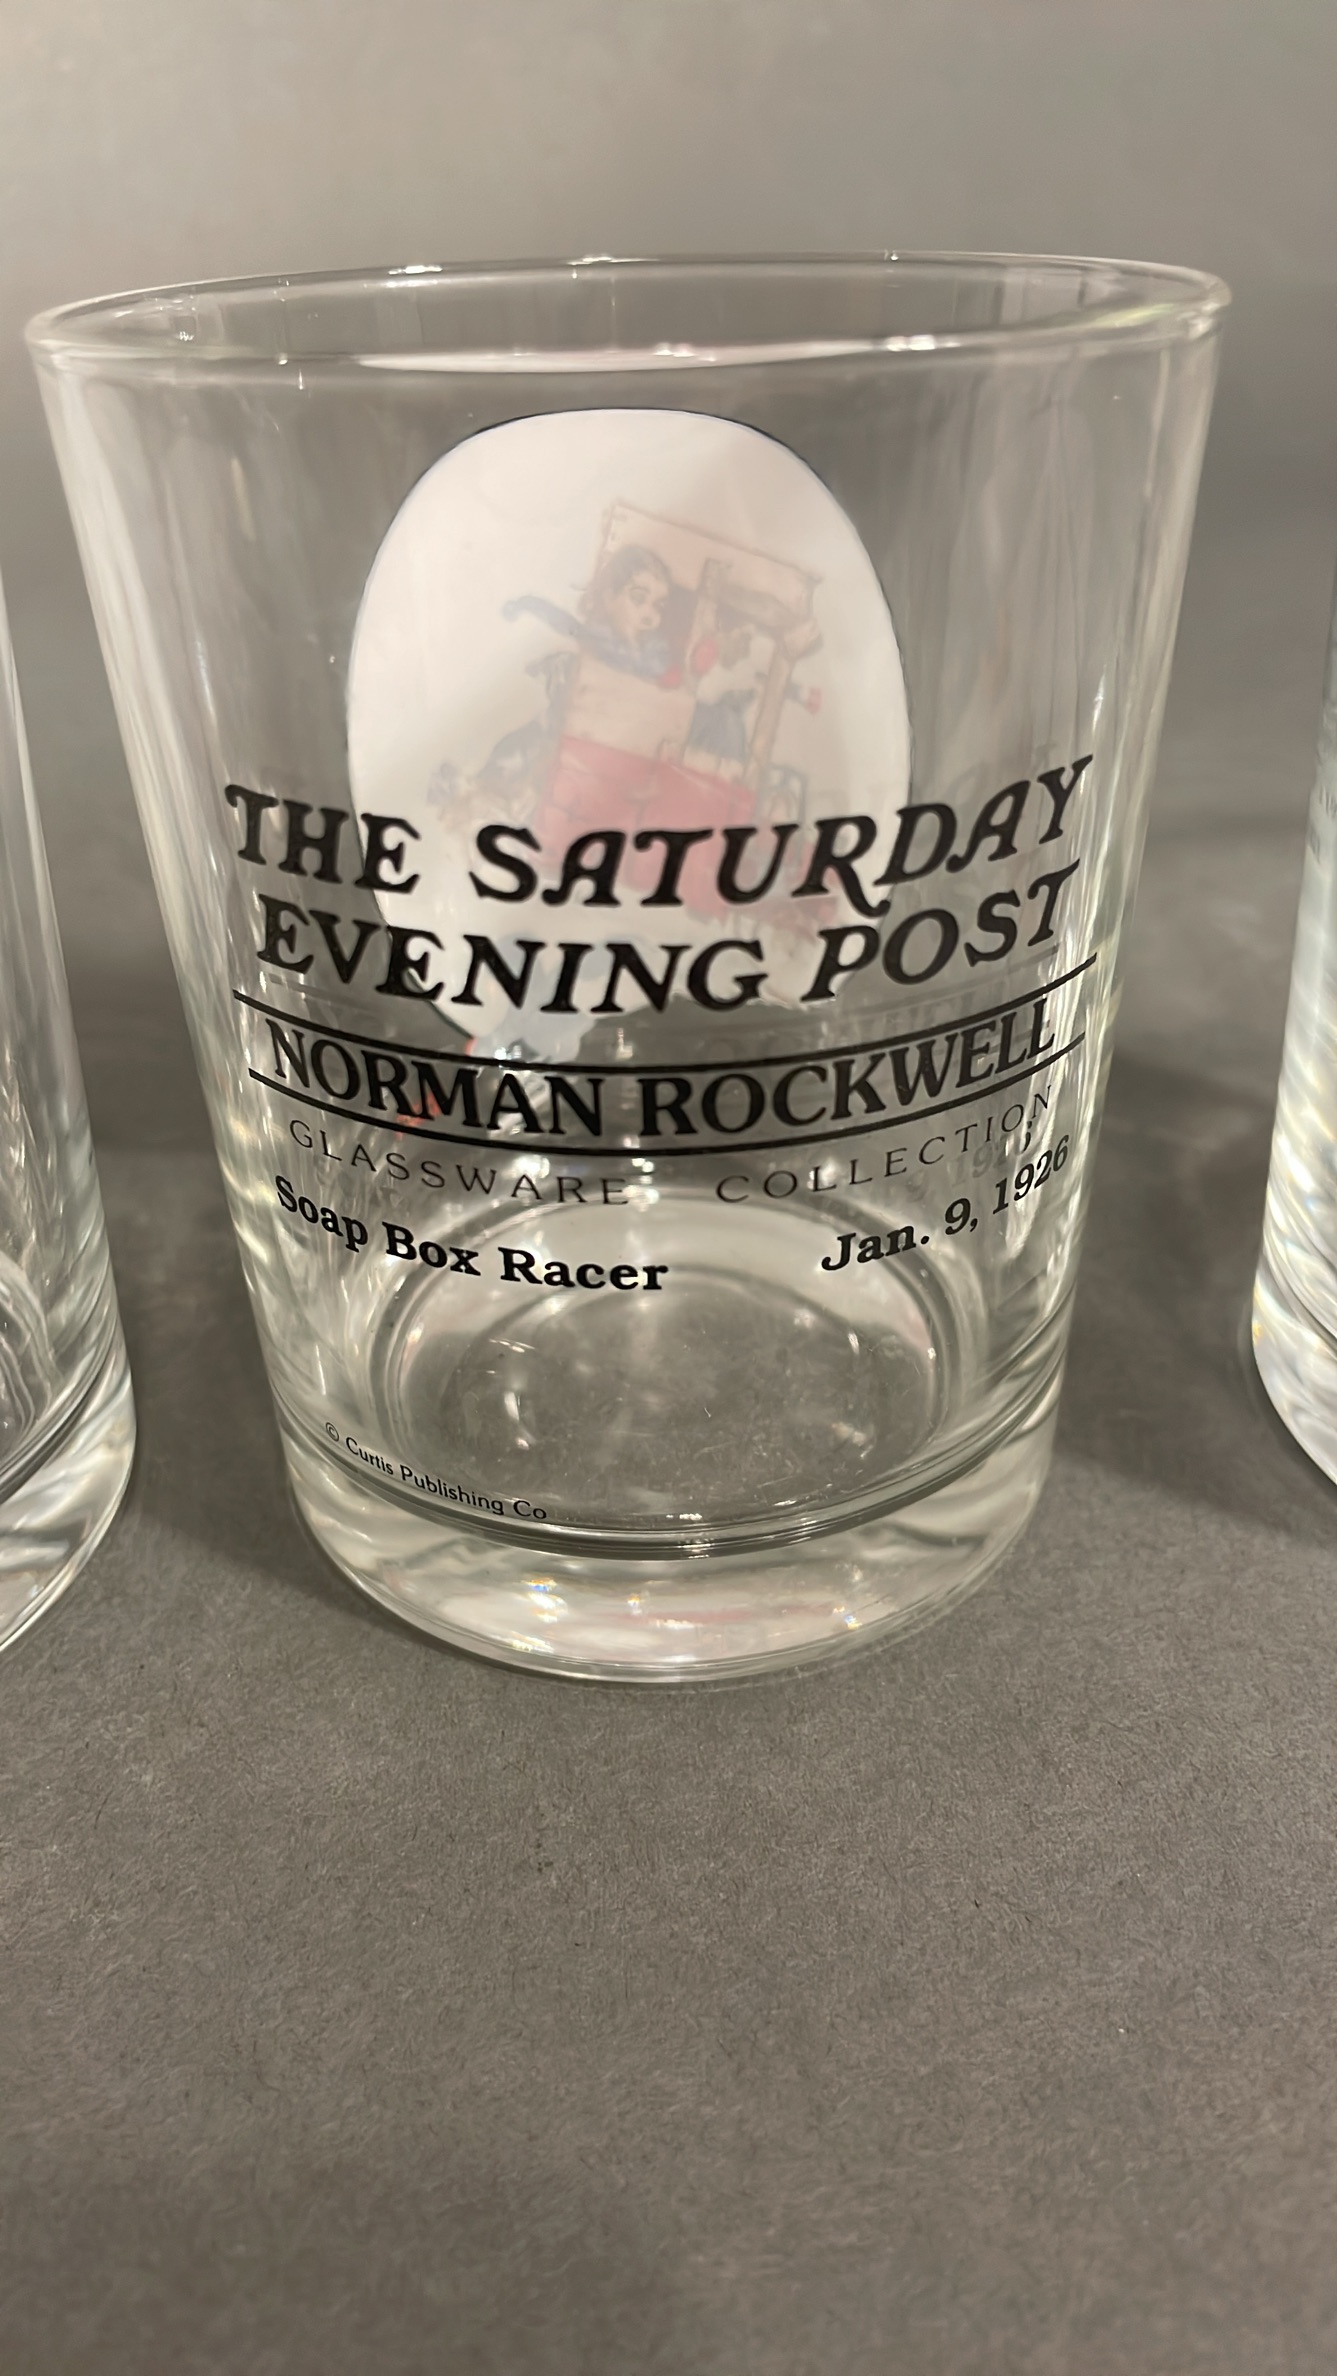 THE SATURDAY
EVENING POST
NORMAN ROCKWELL
GLASSWARE COLLECTION
Soap Box Racer Jan. 9, 1926
© Curtis Publishing Co